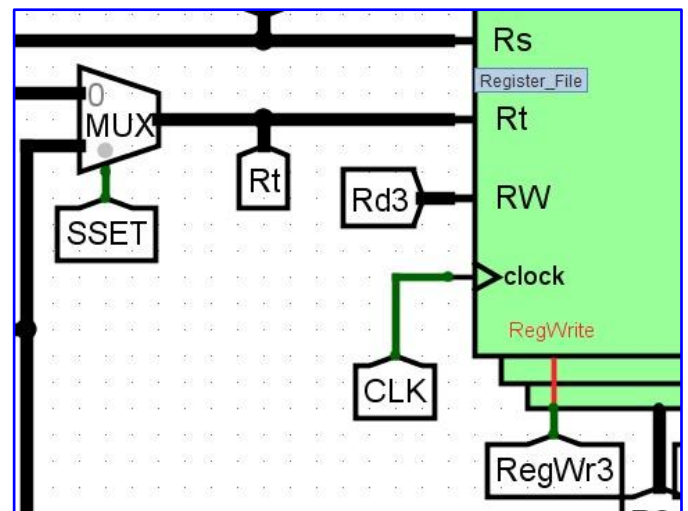 Rs
Register_File
0
MUX
Rt
Rt
Rd3
RW
SSET
clock
RegWrite
CLK
RegWr3